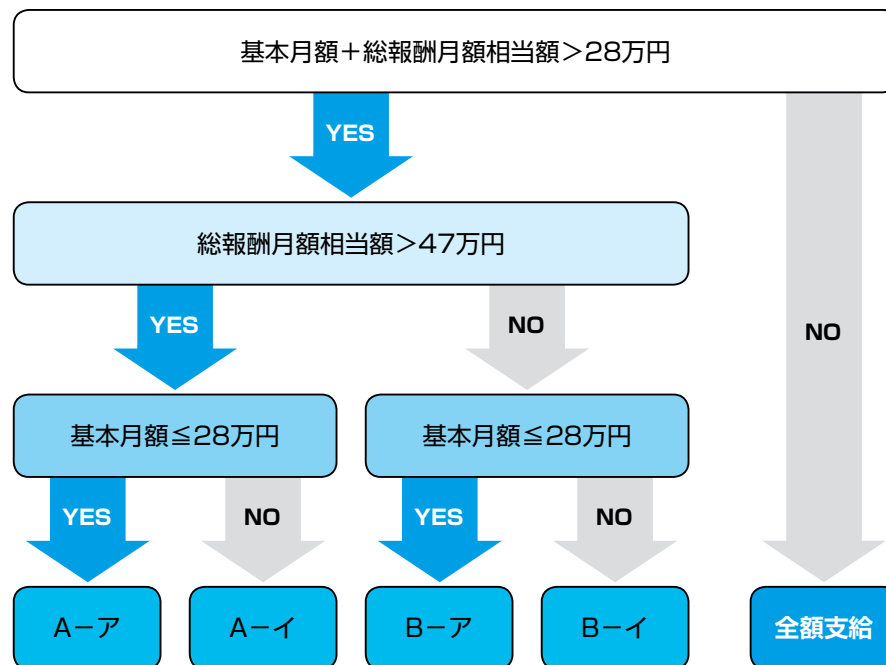 基本月額＋総報酬月額相当額＞28万円
YES
総報酬月額相当額＞47万円
YES
NO
NO
基本月額≦28万円
基本月額≦28万円
YES
NO
YES
NO
A－ア
A－イ
B－ア
B－イ
全額支給